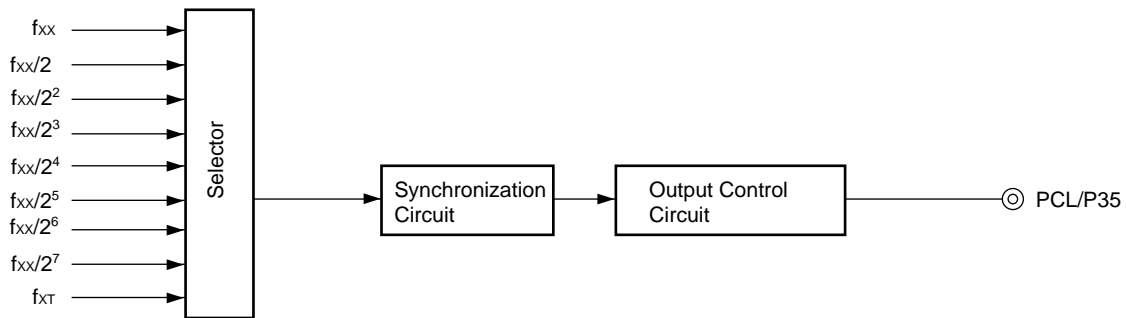 fXX
fXX/2
fXX/2²
fXX/2³
fXX/2⁴
fXX/2⁵
fXX/2⁶
fXX/2⁷
fXT
Selector
Synchronization
Circuit
Output Control
Circuit
PCL/P35